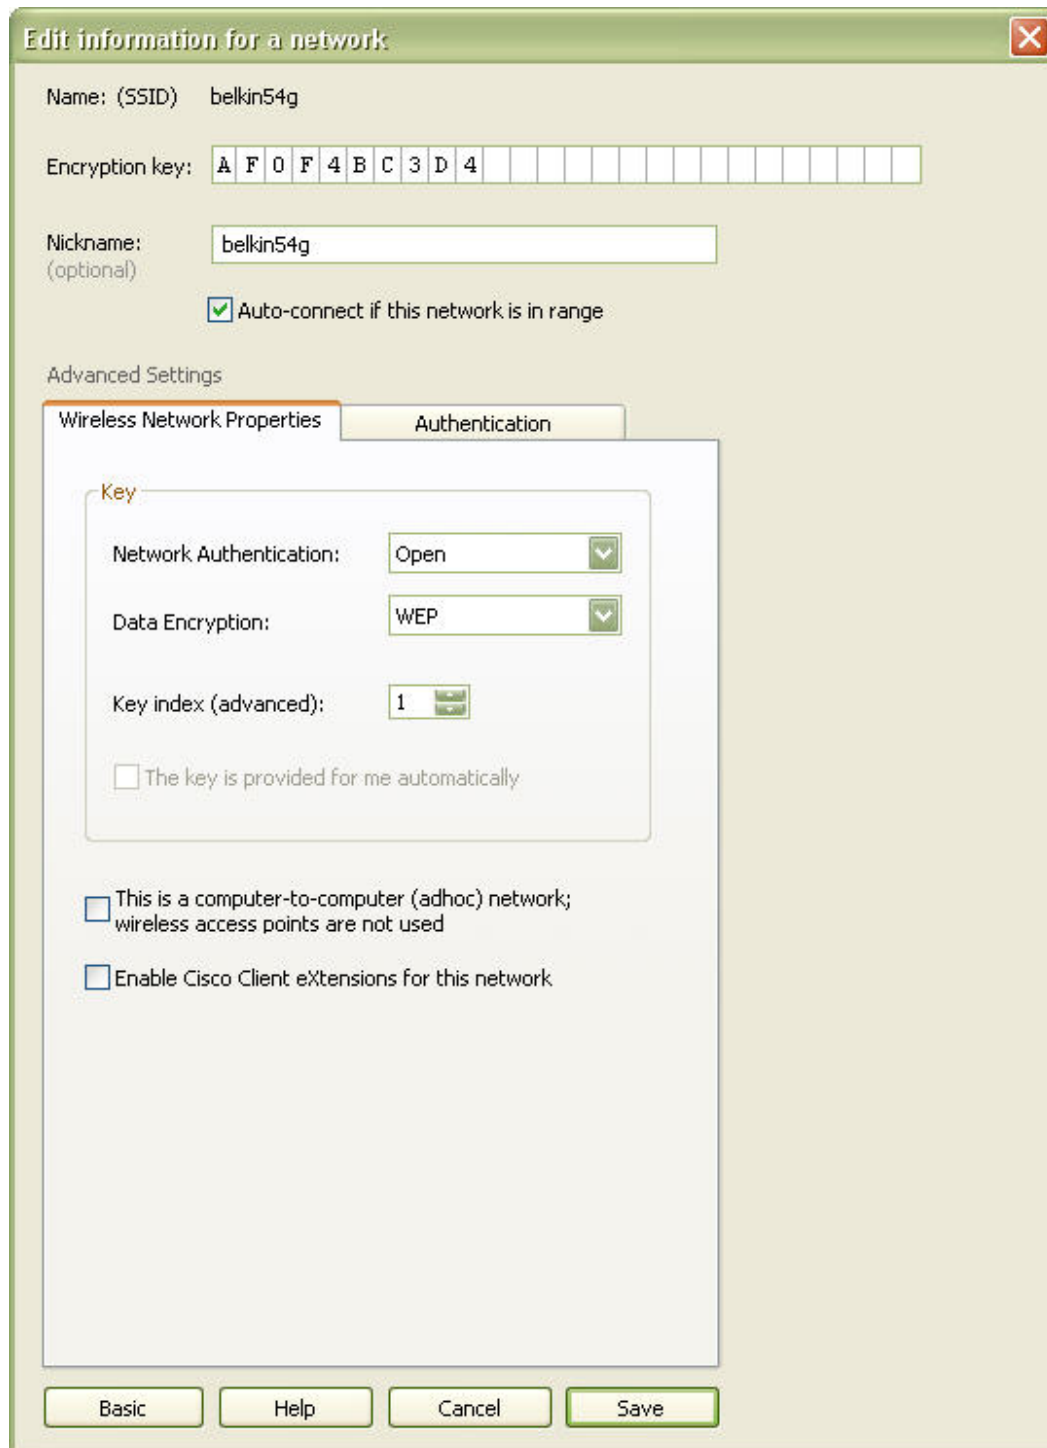 Edit information for a network
Name: (SSID) belkin54g
Encryption key: A F 0 F 4 B C 3 D 4
Nickname: belkin54g
(optional)
Auto-connect if this network is in range
Advanced Settings
Wireless Network Properties Authentication
Key
Network Authentication: Open
Data Encryption: WEP
Key index (advanced): 1
The key is provided for me automatically
This is a computer-to-computer (adhoc) network;
wireless access points are not used
Enable Cisco Client eXtensions for this network
Basic Help Cancel Save